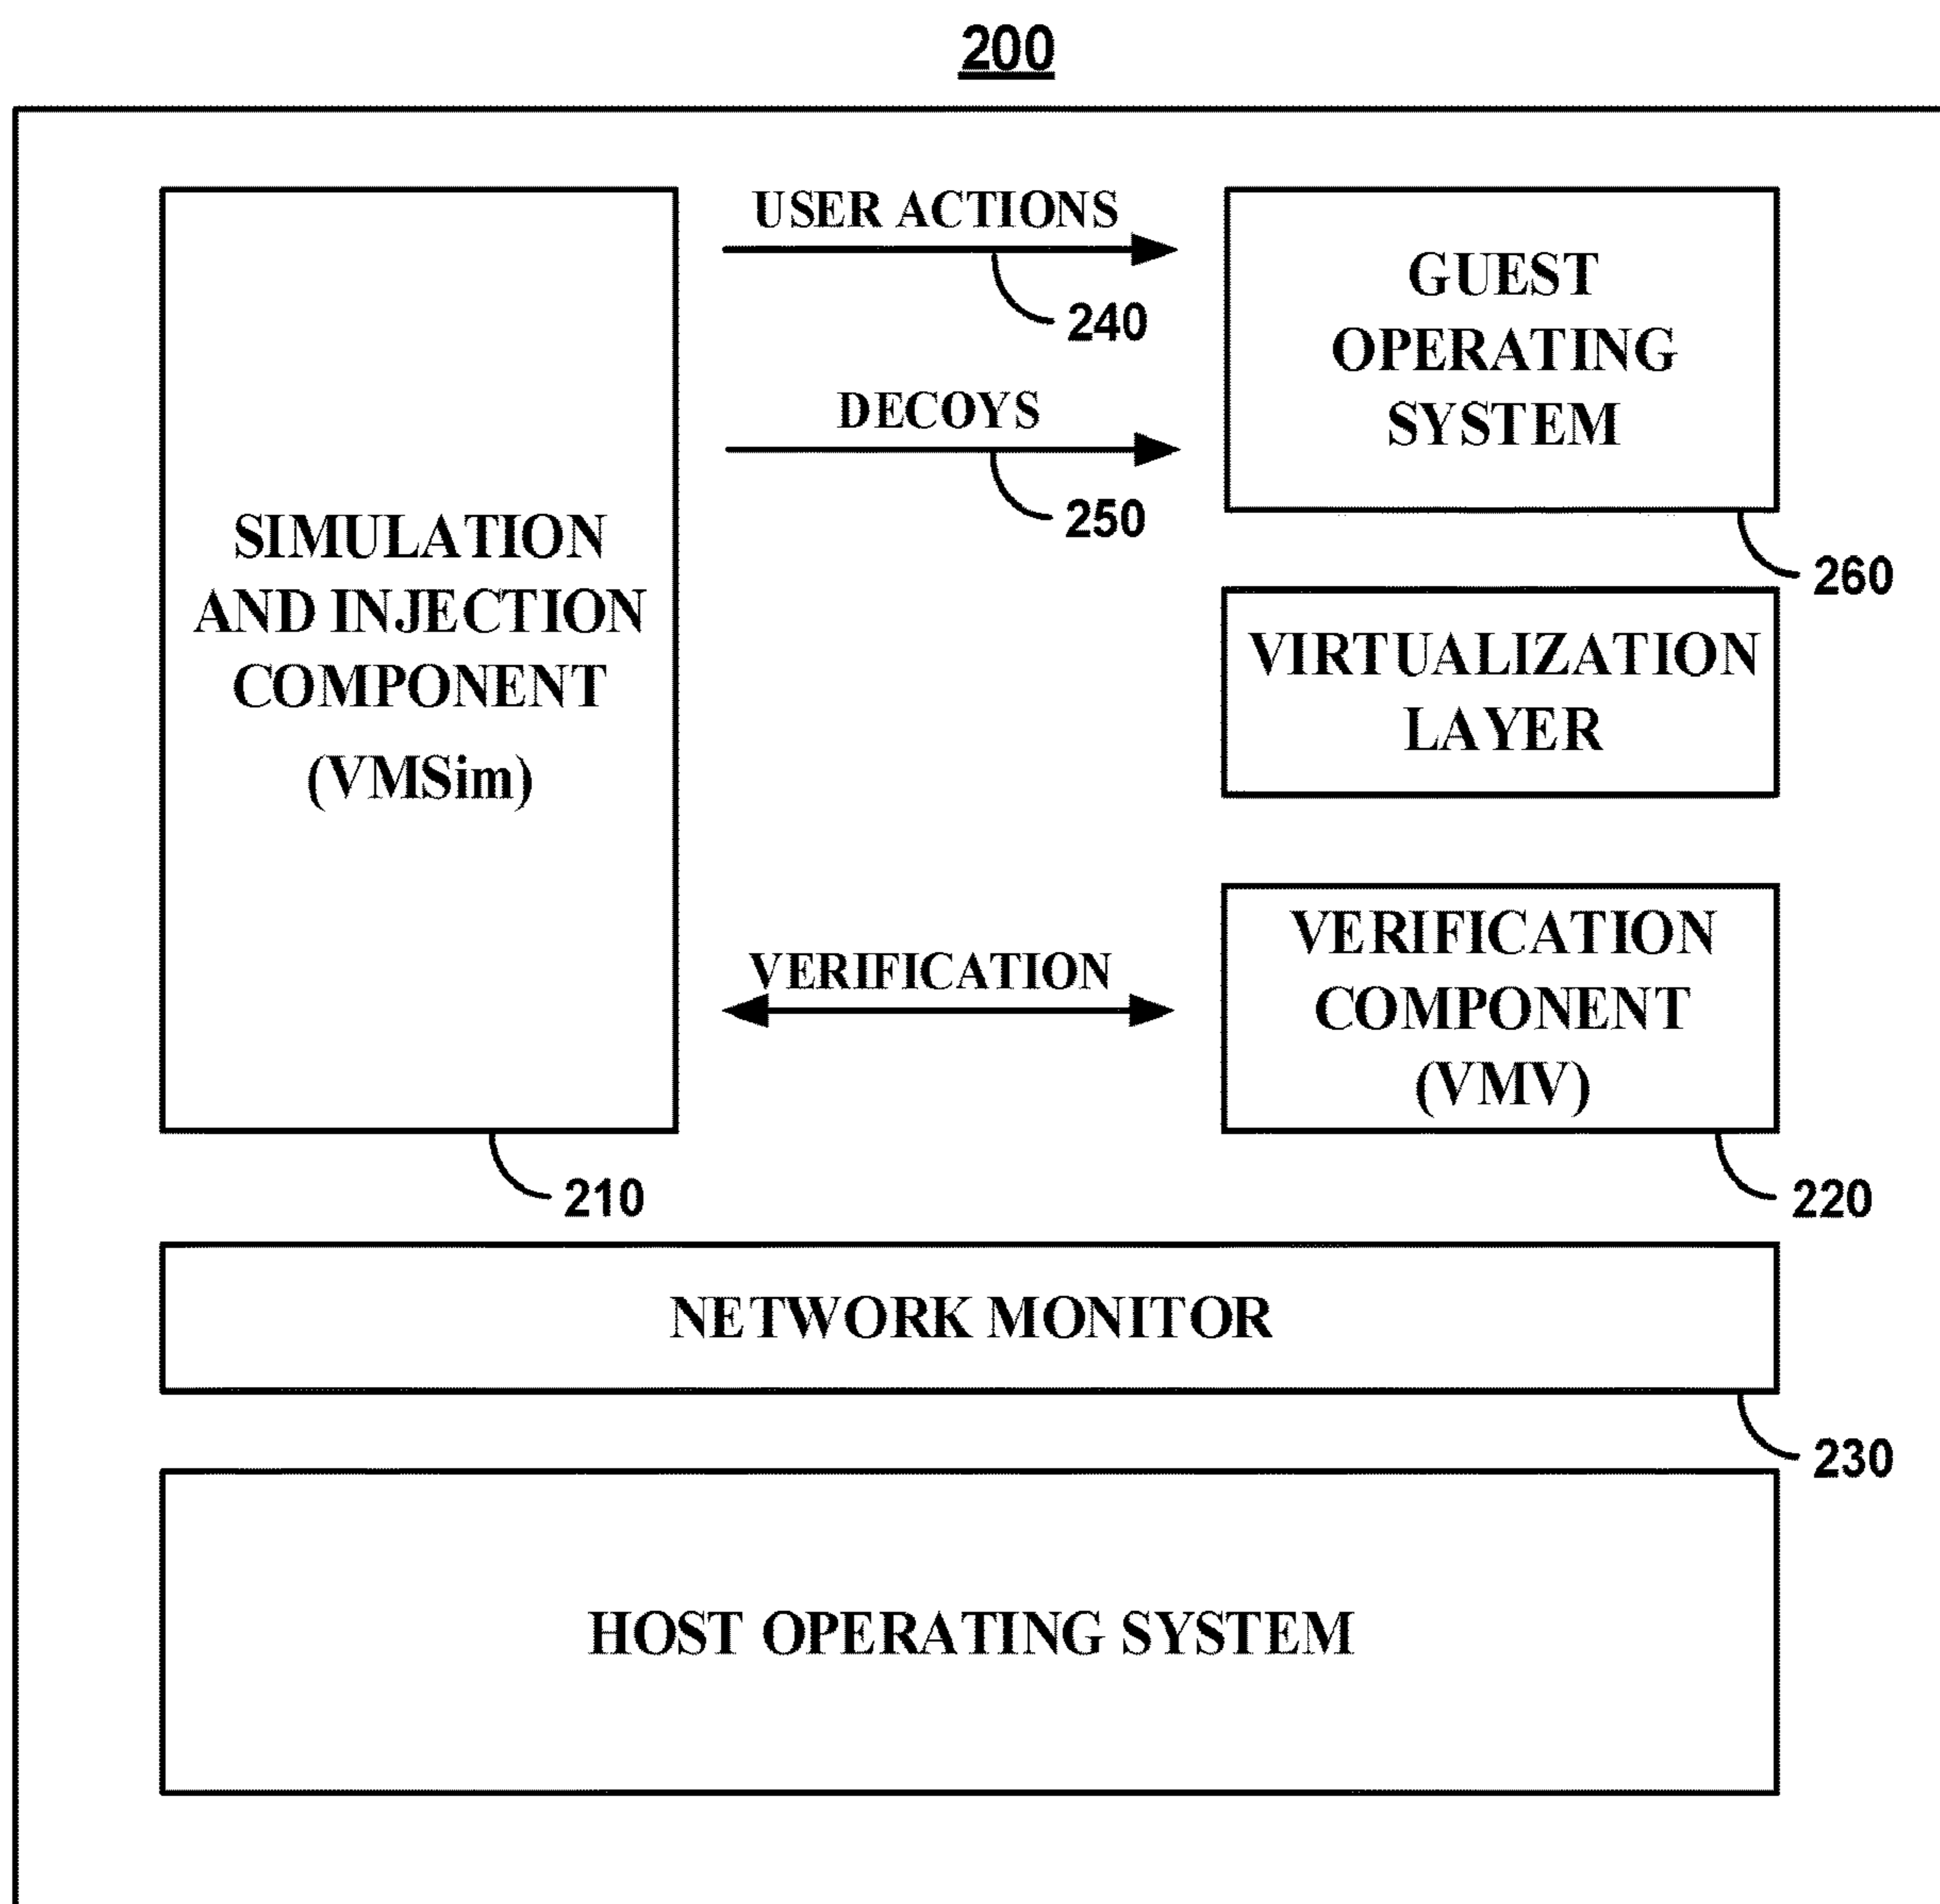 200
USER ACTIONS
240
DECOYS
250
GUEST
OPERATING
SYSTEM
260
SIMULATION
AND INJECTION
COMPONENT
(VMSim)
VIRTUALIZATION
LAYER
VERIFICATION
VERIFICATION
COMPONENT
(VMV)
210
220
NETWORK MONITOR
230
HOST OPERATING SYSTEM